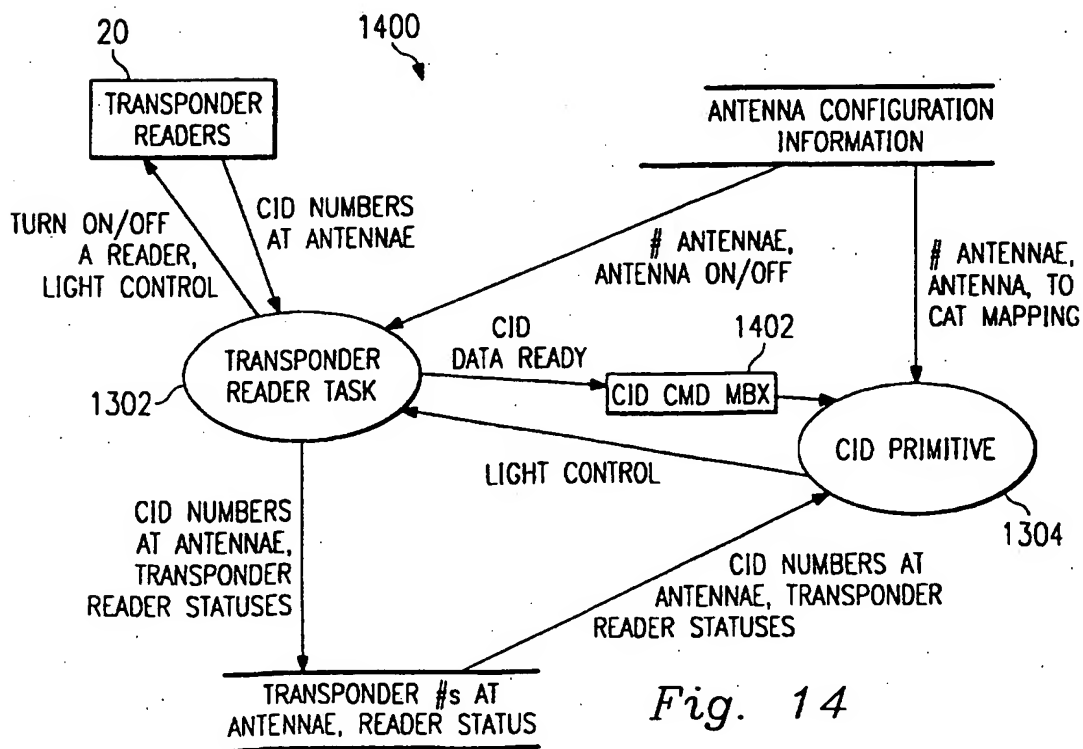 20
1400
TRANSPONDER
READERS
ANTENNA CONFIGURATION
INFORMATION
TURN ON/OFF
A READER,
LIGHT CONTROL
CID NUMBERS
AT ANTENNAE
# ANTENNAE,
ANTENNA ON/OFF
# ANTENNAE,
ANTENNA, TO
CAT MAPPING
TRANSPONDER
READER TASK
1302
CID
DATA READY
1402
CID CMD MBX
LIGHT CONTROL
CID PRIMITIVE
1304
CID NUMBERS
AT ANTENNAE,
TRANSPONDER
READER STATUSES
CID NUMBERS AT
ANTENNAE, TRANSPONDER
READER STATUSES
TRANSPONDER #s AT
ANTENNAE, READER STATUS
Fig. 14